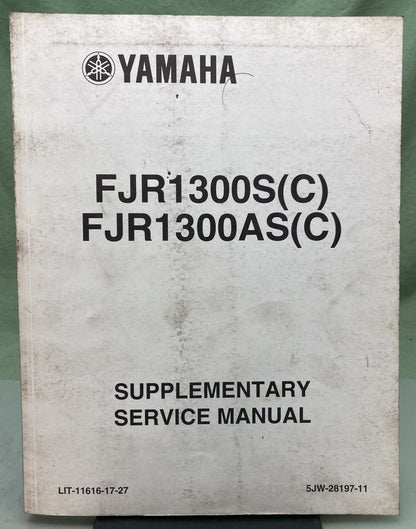 YAMAHA
FJR1300S(C)
FJR1300AS(C)
SUPPLEMENTARY
SERVICE MANUAL
LIT-11616-17-27 5JW-28197-11